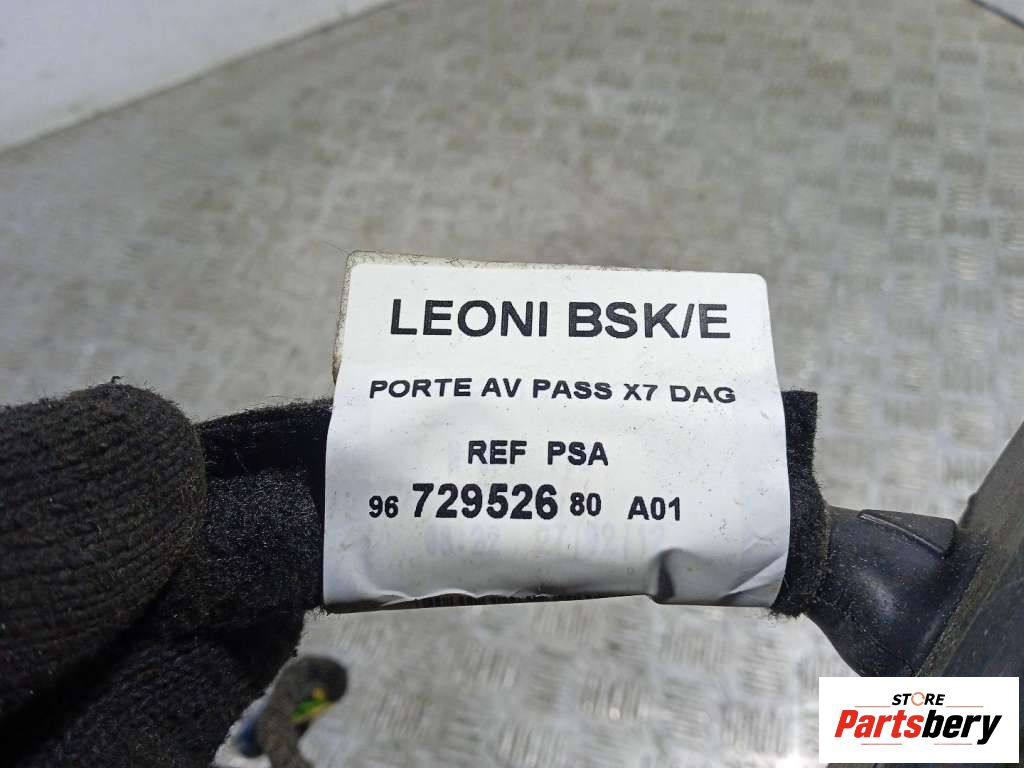 LEONI BSK/E
PORTE AV PASS X7 DAG
REF PSA
96 729526 80 A01
STORE
Partsbery